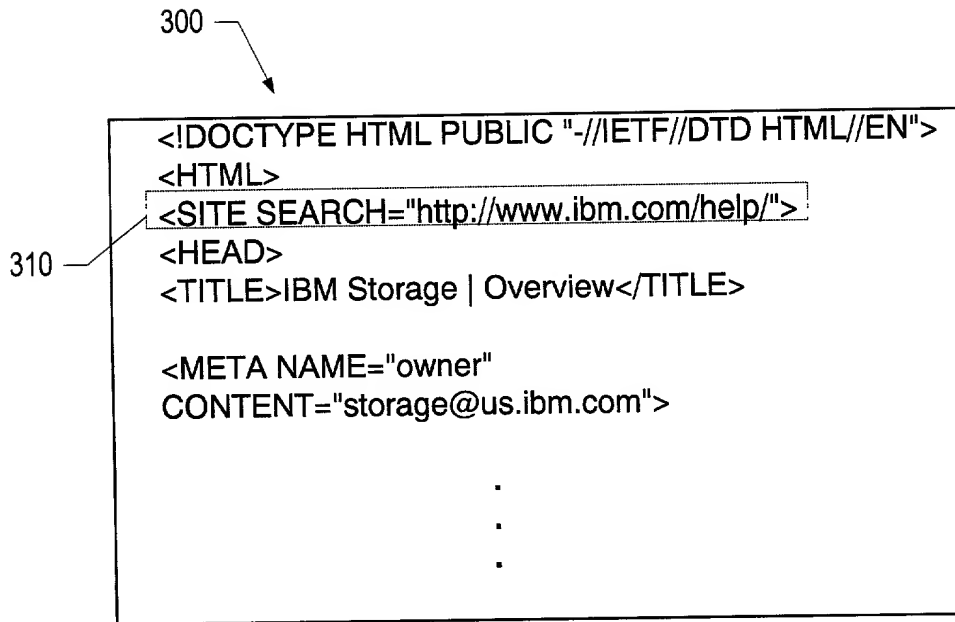 300
<!DOCTYPE HTML PUBLIC "-//IETF//DTD HTML//EN">
<HTML>
<SITE SEARCH="http://www.ibm.com/help/">
310
<HEAD>
<TITLE>IBM Storage | Overview</TITLE>
<META NAME="owner"
CONTENT="storage@us.ibm.com">
.
.
.